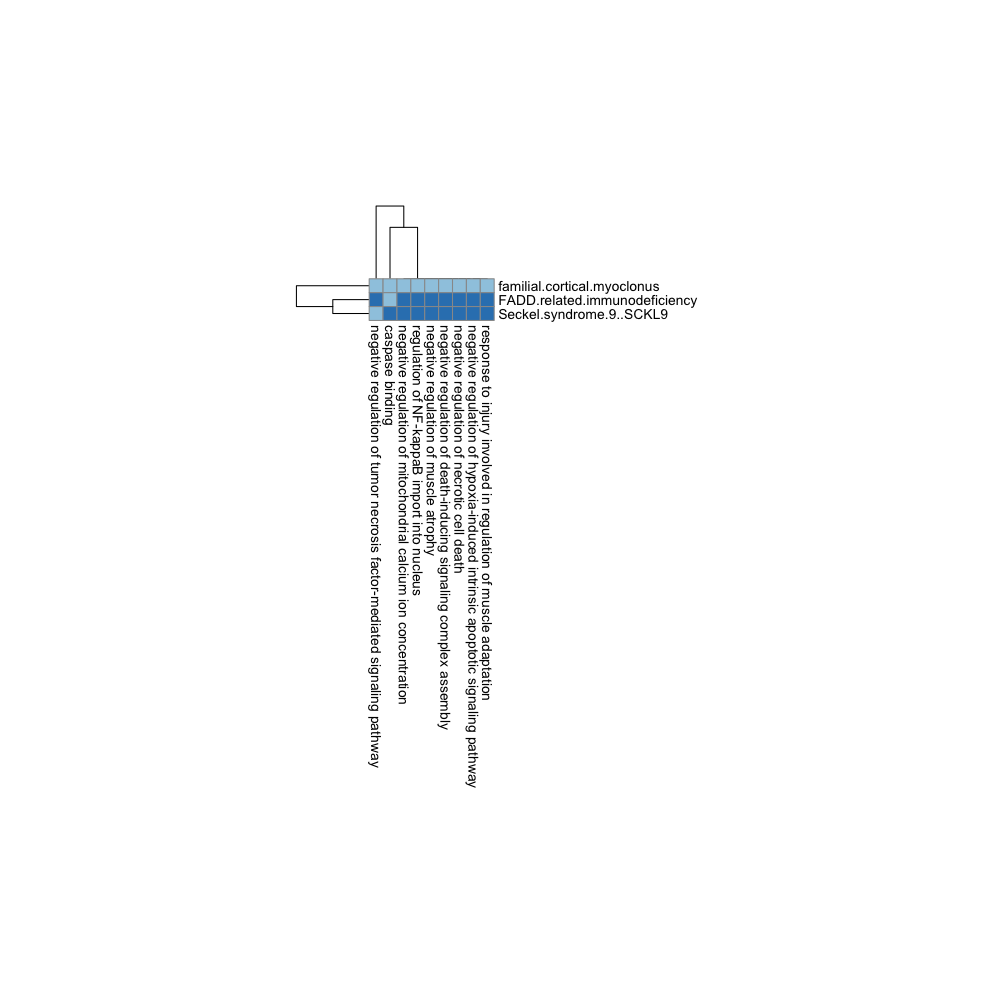 familial.cortical.myoclonus
FADD.related.immunodeficiency
Seckel.syndrome.9..SCKL9
negative regulation of tumor necrosis factor-mediated signaling pathway
caspase binding
negative regulation of mitochondrial calcium ion concentration
regulation of NF-kappaB import into nucleus
negative regulation of muscle atrophy
negative regulation of death-inducing signaling complex assembly
negative regulation of necrotic cell death
negative regulation of hypoxia-induced intrinsic apoptotic signaling pathway
response to injury involved in regulation of muscle adaptation